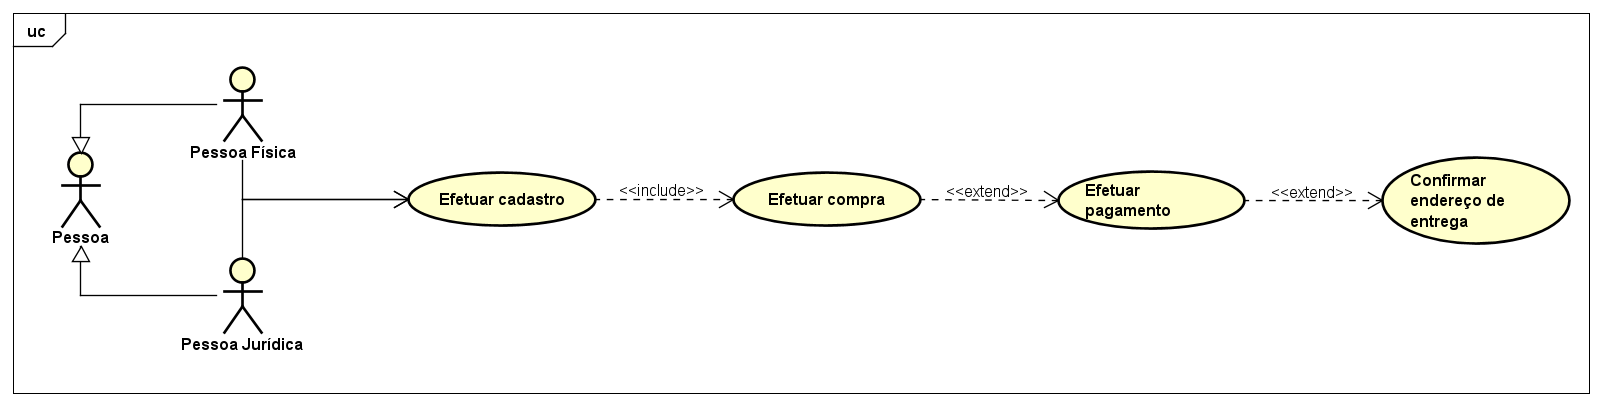 uc
Pessoa Física
Pessoa
Pessoa Jurídica
Efetuar cadastro
<<include>>
Efetuar compra
<<extend>>
Efetuar
pagamento
<<extend>>
Confirmar
endereço de
entrega